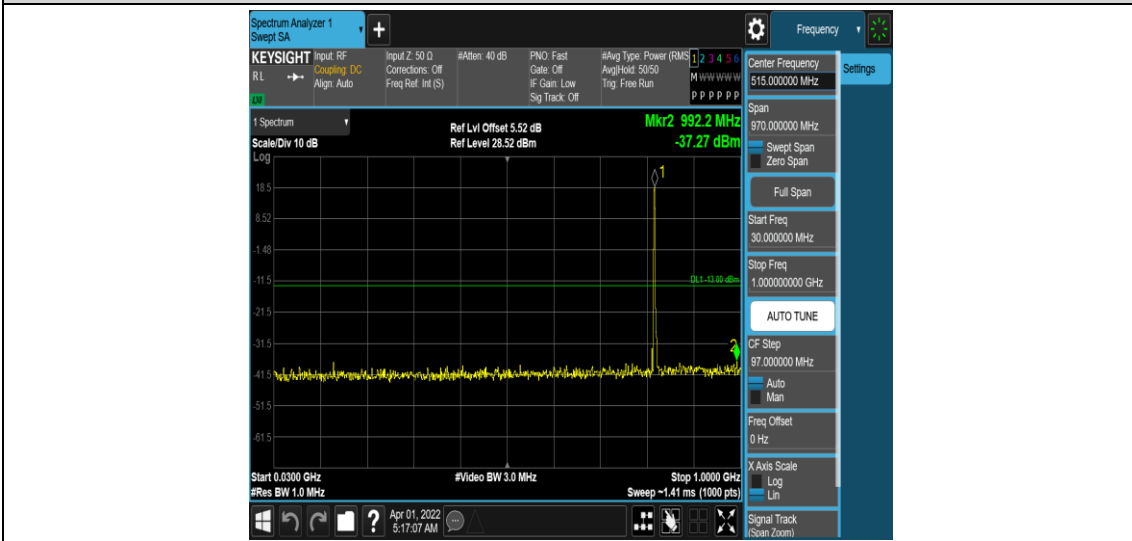 Spectrum Analyzer 1
Swept SA
+
Frequency
KEYSIGHT
RL
LXI
Input: RF
Coupling: DC
Align: Auto
Input Z: 50 Ω
Corrections: Off
Freq Ref: Int (S)
#Atten: 40 dB
PNO: Fast
Gate: Off
IF Gain: Low
Sig Track: Off
#Avg Type: Power (RMS
Avg|Hold: 50/50
Trig: Free Run
1 2 3 4 5 6
M W W W W W
P P P P P P
Center Frequency
515.000000 MHz
Settings
1 Spectrum
Scale/Div 10 dB
Log
Ref Lvl Offset 5.52 dB
Ref Level 28.52 dBm
Mkr2 992.2 MHz
-37.27 dBm
Span
970.000000 MHz
Swept Span
Zero Span
Full Span
Start Freq
30.000000 MHz
Stop Freq
1.000000000 GHz
AUTO TUNE
CF Step
97.000000 MHz
Auto
Man
Freq Offset
0 Hz
X Axis Scale
Log
Lin
Signal Track
(Span Zoom)
1
18.5
8.52
-1.48
-11.5
DL1 -13.00 dBm
-21.5
-31.5
2
-41.5
-51.5
-61.5
Start 0.0300 GHz
#Res BW 1.0 MHz
#Video BW 3.0 MHz
Stop 1.0000 GHz
Sweep ~1.41 ms (1000 pts)
?
Apr 01, 2022
5:17:07 AM